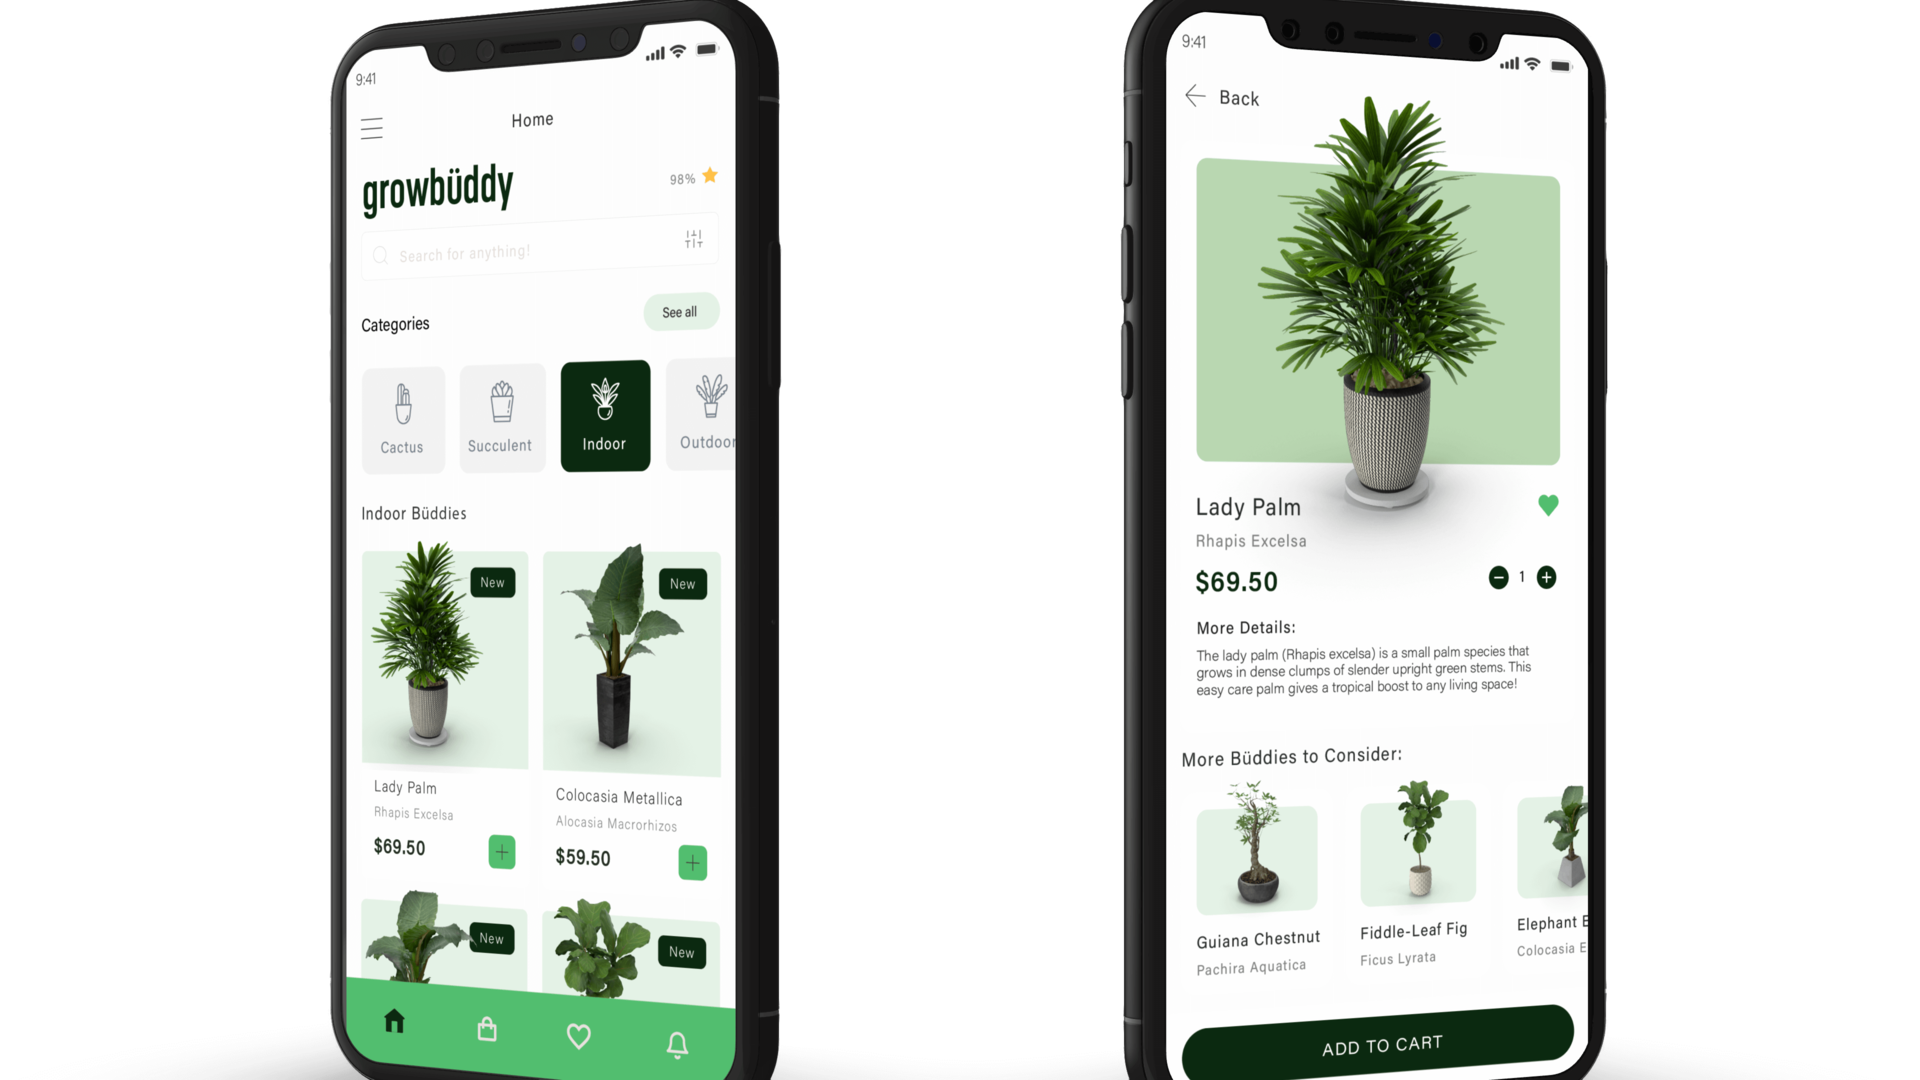 9:41
Home
growbüddy
98%
Search for anything!
Categories
See all
Cactus
Succulent
Indoor
Outdoor
Indoor Büddies
New
New
Lady Palm
Rhapis Excelsa
$69.50
Colocasia Metallica
Alocasia Macrorhizos
$59.50
New
New
9:41
Back
Lady Palm
Rhapis Excelsa
$69.50
1
More Details:
The lady palm (Rhapis excelsa) is a small palm species that
grows in dense clumps of slender upright green stems. This
easy care palm gives a tropical boost to any living space!
More Büddies to Consider:
Guiana Chestnut
Pachira Aquatica
Fiddle-Leaf Fig
Ficus Lyrata
Elephant E
Colocasia E
ADD TO CART